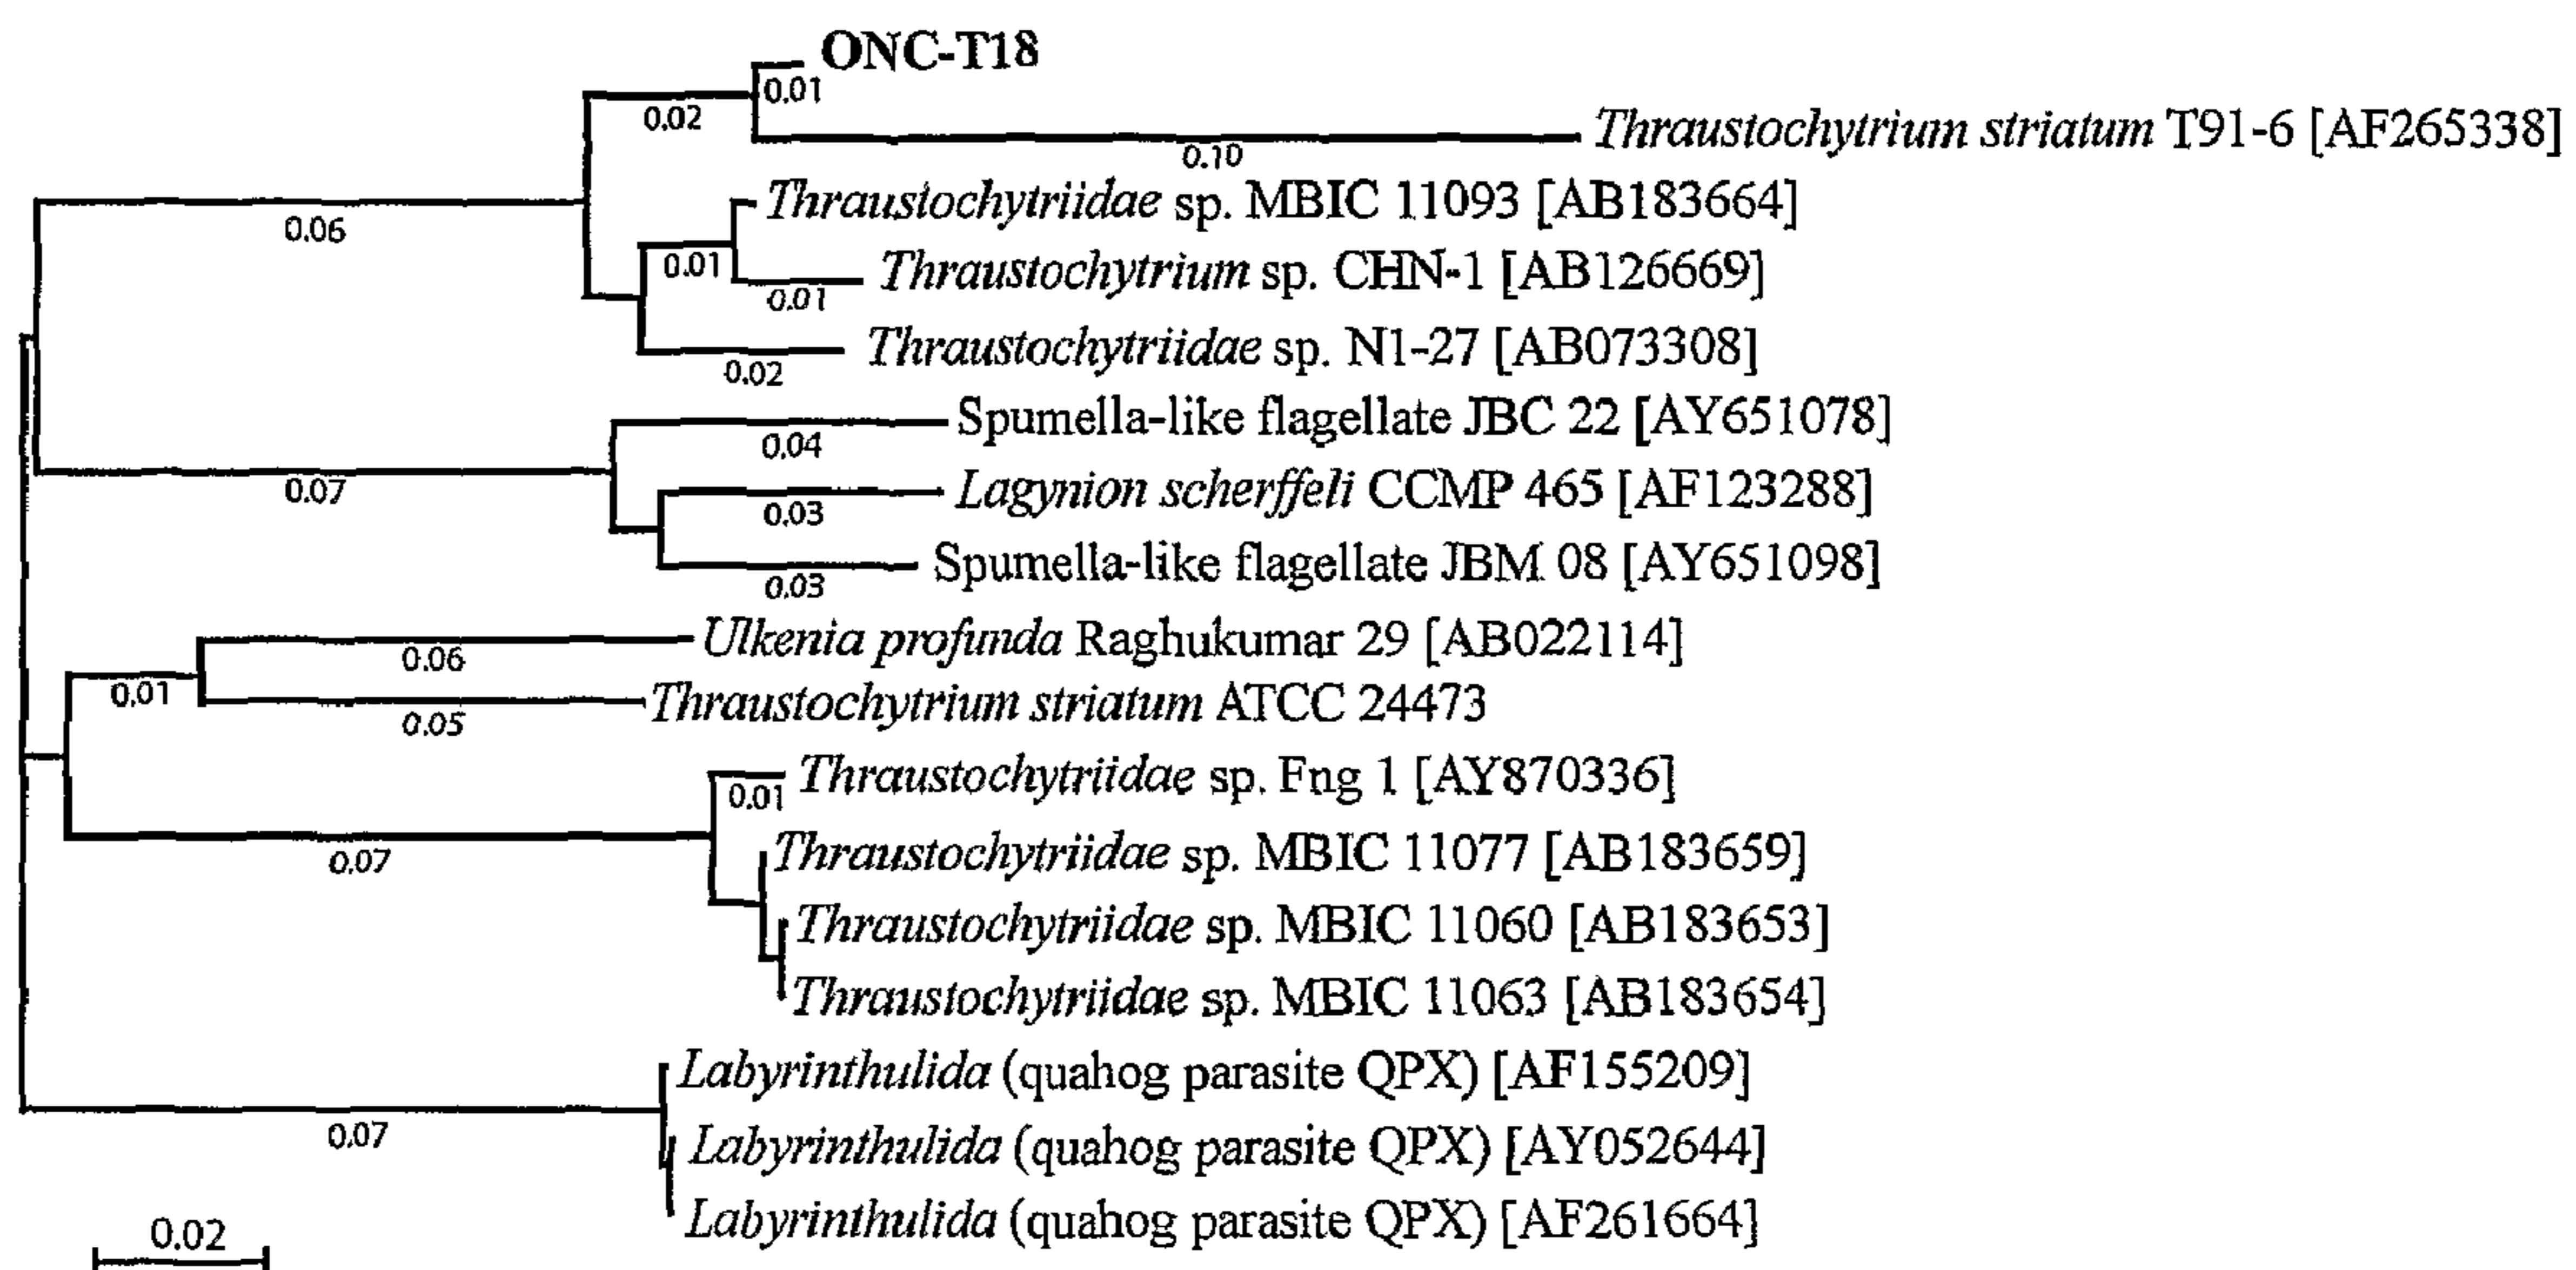 ONC-T18
0.01
0.02
Thraustochytrium striatum T91-6 [AF265338]
0.10
Thraustochytriidae sp. MBIC 11093 [AB183664]
0.06
0.01
Thraustochytrium sp. CHN-1 [AB126669]
0.01
Thraustochytriidae sp. N1-27 [AB073308]
0.02
Spumella-like flagellate JBC 22 [AY651078]
0.04
0.07
Lagynion scherffeli CCMP 465 [AF123288]
0.03
Spumella-like flagellate JBM 08 [AY651098]
0.03
Ulkenia profunda Raghukumar 29 [AB022114]
0.06
0.01
Thraustochytrium striatum ATCC 24473
0.05
Thraustochytriidae sp. Fng 1 [AY870336]
0.01
Thraustochytriidae sp. MBIC 11077 [AB183659]
0.07
Thraustochytriidae sp. MBIC 11060 [AB183653]
Thraustochytriidae sp. MBIC 11063 [AB183654]
Labyrinthulida (quahog parasite QPX) [AF155209]
0.07
Labyrinthulida (quahog parasite QPX) [AY052644]
Labyrinthulida (quahog parasite QPX) [AF261664]
0.02